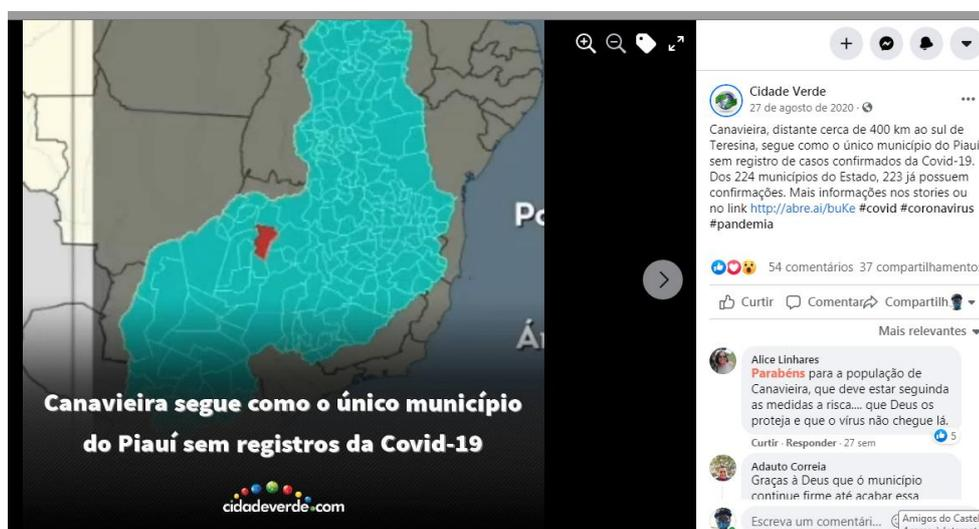 Po
Ár
Canavieira segue como o único município
do Piauí sem registros da Covid-19
cidadeverde.com
Cidade Verde
27 de agosto de 2020 ·
Canavieira, distante cerca de 400 km ao sul de
Teresina, segue como o único município do Piauí
sem registro de casos confirmados da Covid-19.
Dos 224 municípios do Estado, 223 já possuem
confirmações. Mais informações nos stories ou
no link http://abre.ai/buKe #covid #coronavirus
#pandemia
54 comentários 37 compartilhamento
Curtir Comentar Compartilh
Mais relevantes
Alice Linhares
Parabéns para a população de
Canavieira, que deve estar seguinda
as medidas a risca.... que Deus os
proteja e que o vírus não chegue lá.
5
Curtir · Responder · 27 sem
Adauto Correia
Graças à Deus que ó município
continue firme até acabar essa
Escreva um comentári...
Amigos do Castel